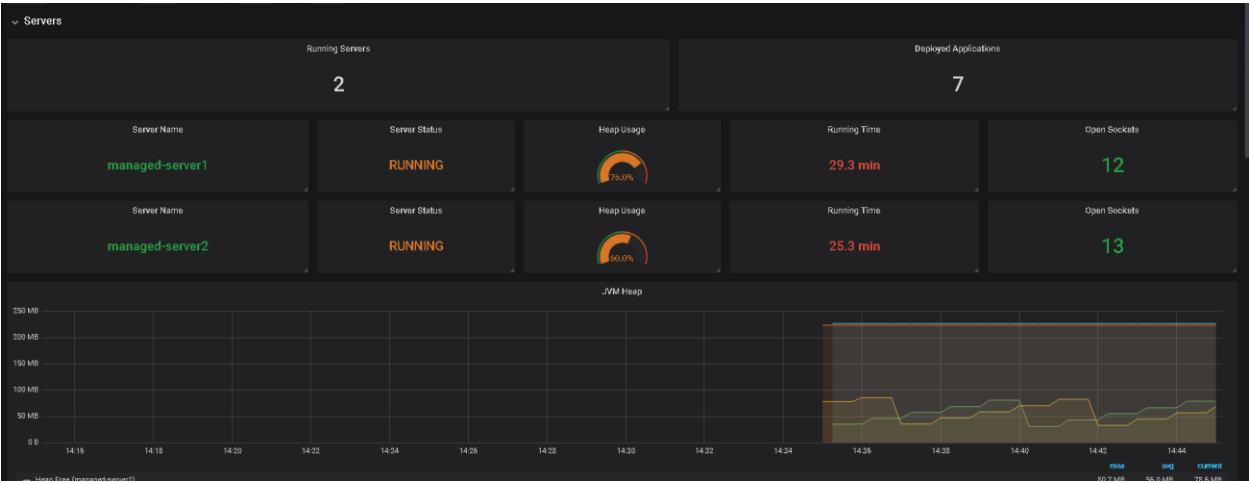 Servers
Running Servers
Deployed Applications
2
7
Server Name
Server Status
Heap Usage
Running Time
Open Sockets
managed-server1
RUNNING
76.0%
29.3 min
12
Server Name
Server Status
Heap Usage
Running Time
Open Sockets
managed-server2
RUNNING
60.0%
25.3 min
13
JVM Heap
250 MB
200 MB
150 MB
100 MB
50 MB
0 B
14:16 14:18 14:20 14:22 14:24 14:26 14:28 14:30 14:32 14:34 14:36 14:38 14:40 14:42 14:44
max avg current
Heap Free (managed-server1) 80.7 MB 56.0 MB 78.6 MB